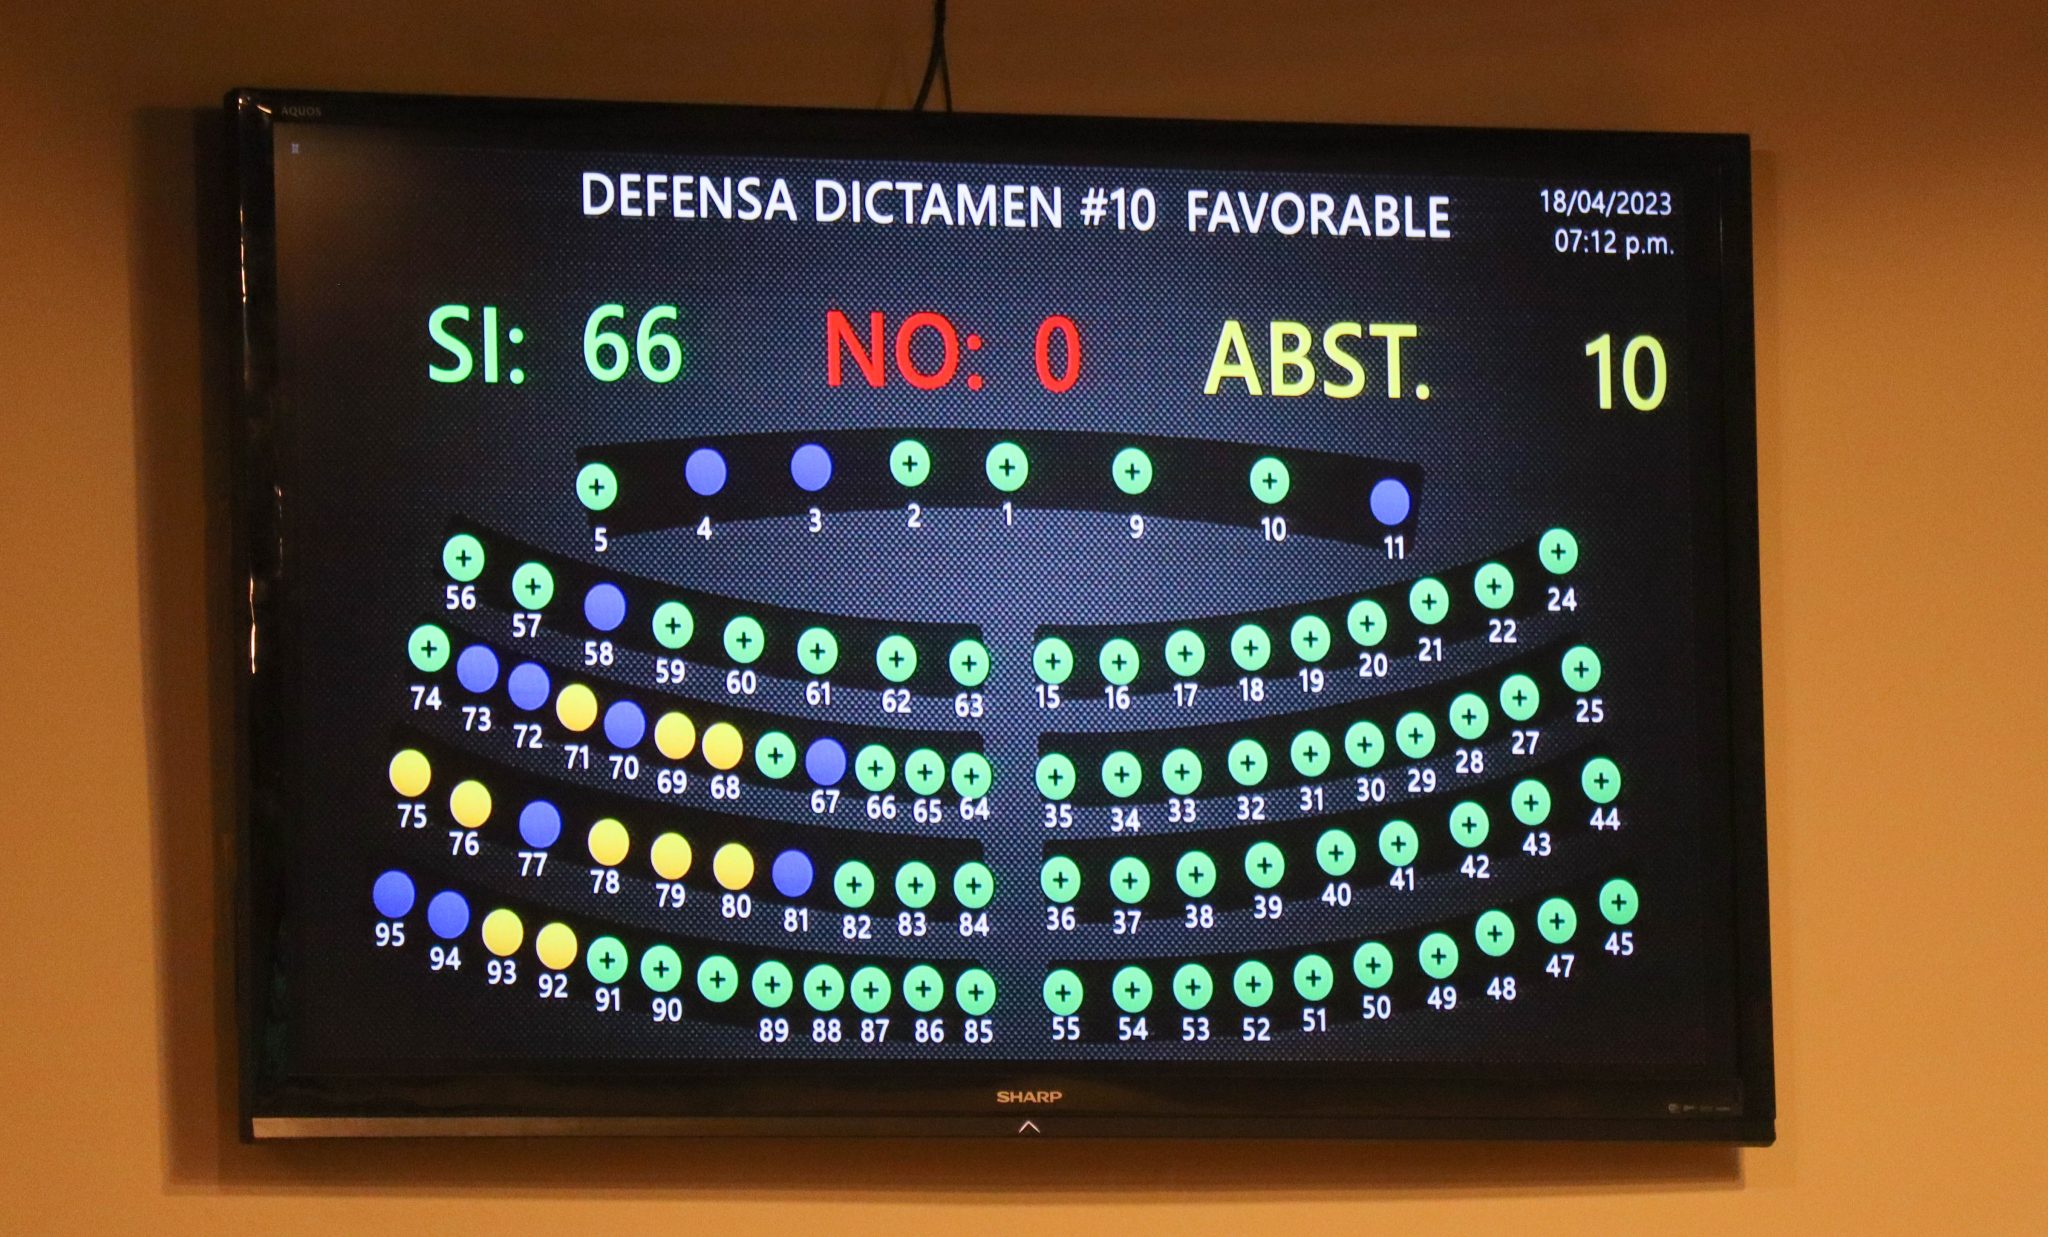 AQUOS
DEFENSA DICTAMEN #10 FAVORABLE
18/04/2023
07:12 p.m.
SI: 66 NO: 0 ABST. 10
5 4 3 2 1 9 10 11
56 57 58 59 60 61 62 63 15 16 17 18 19 20 21 22 24
74 73 72 71 70 69 68 67 66 65 64 35 34 33 32 31 30 29 28 27 25
75 76 77 78 79 80 81 82 83 84 36 37 38 39 40 41 42 43 44
95 94 93 92 91 90 89 88 87 86 85 55 54 53 52 51 50 49 48 47 45
SHARP